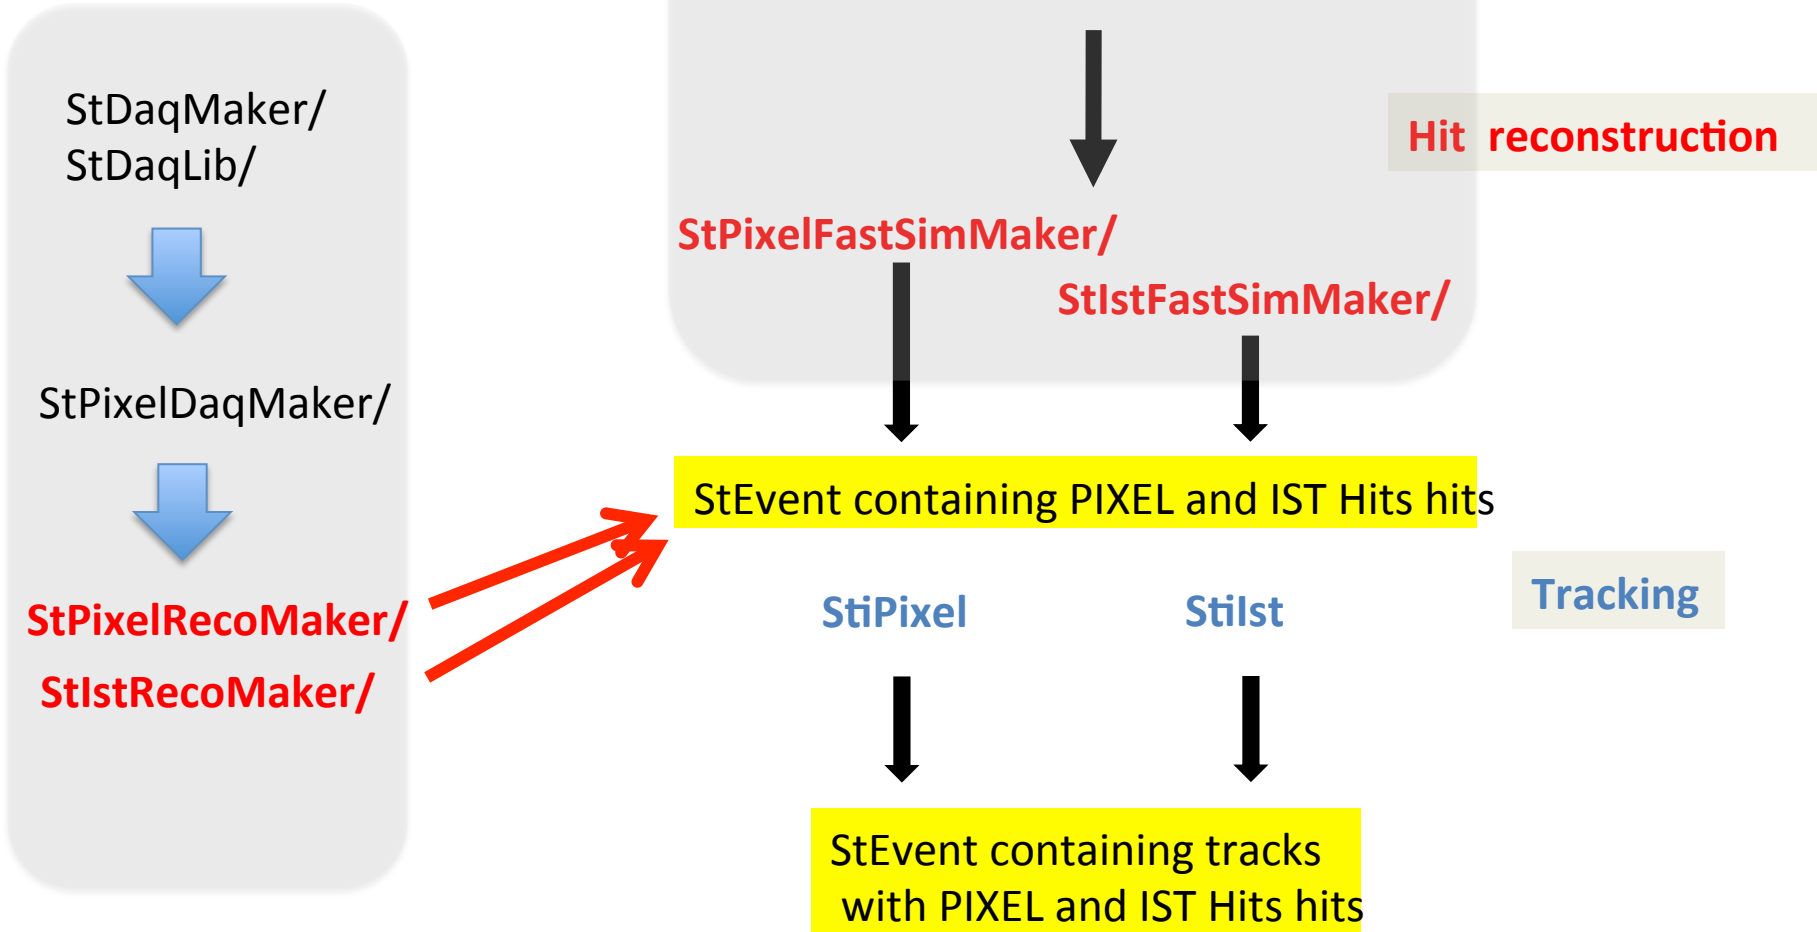 StDaqMaker/
StDaqLib/
StPixelDaqMaker/
StPixelRecoMaker/
StIstRecoMaker/
Hit reconstruction
StPixelFastSimMaker/
StIstFastSimMaker/
StEvent containing PIXEL and IST Hits hits
StiPixel
StiIst
Tracking
StEvent containing tracks
with PIXEL and IST Hits hits